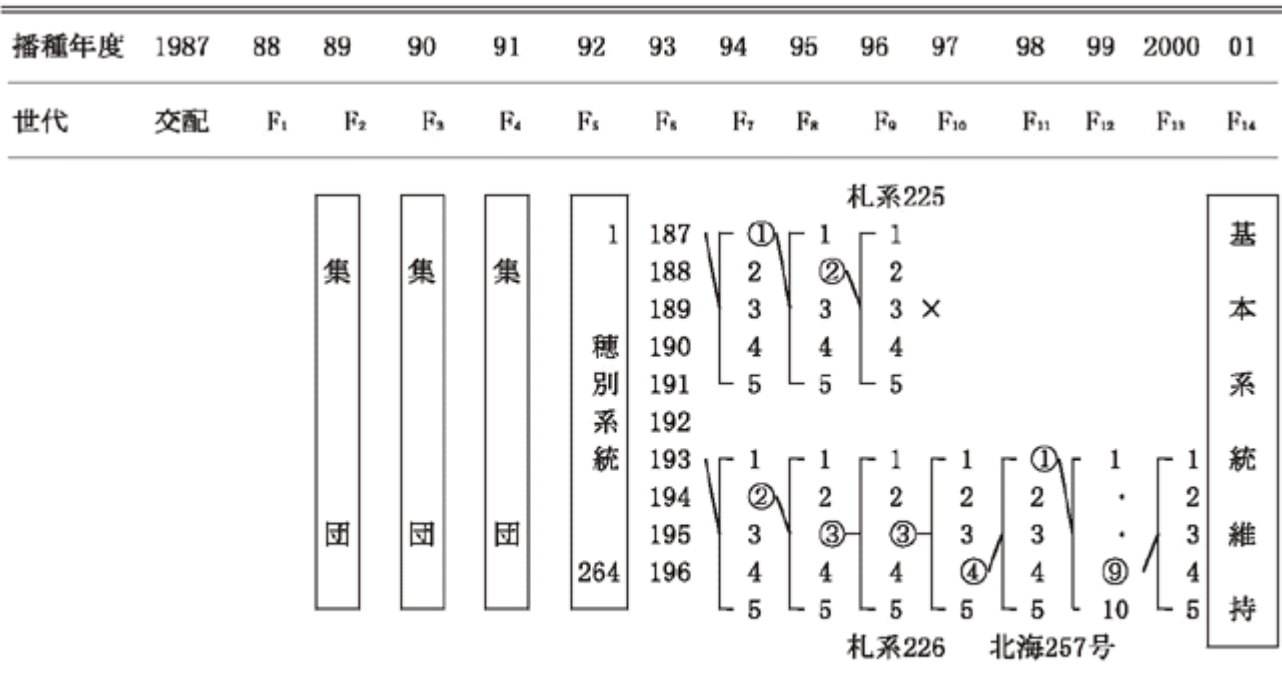 播種年度 1987 88 89 90 91 92 93 94 95 96 97 98 99 2000 01
世代 交配 F₁ F₂ F₃ F₄ F₅ F₆ F₇ F₈ F₉ F₁₀ F₁₁ F₁₂ F₁₃ F₁₄
札系225
1 187 ① 1 1 基
集 集 集 188 2 ② 2
189 3 3 3 × 本
穂 190 4 4 4
別 191 5 5 5 系
系 192
統 193 1 1 1 1 ① 1 1 統
194 ② 2 2 2 2 · 2
団 団 団 195 3 ③ ③ 3 3 · 3 維
264 196 4 4 4 ④ 4 ⑨ 4
5 5 5 5 5 10 5 持
札系226 北海257号